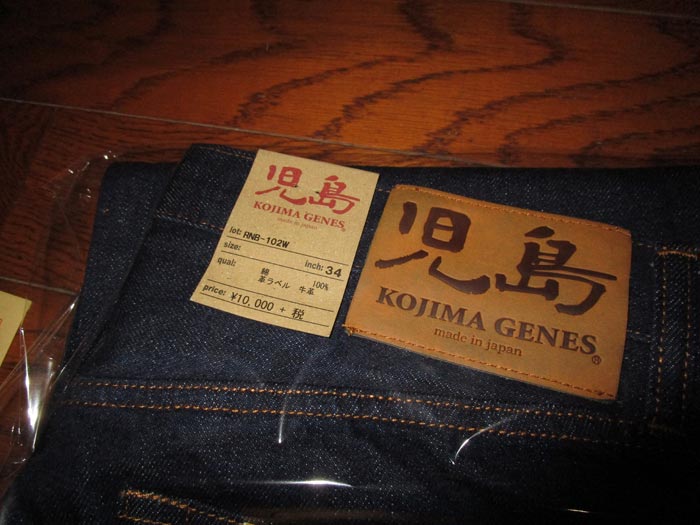 児島
KOJIMA GENES®
made in japan
lot: RNB-102W
size: inch: 34
qual: 綿 100%
革ラベル 牛革
price: ¥10,000 + 税
児島
KOJIMA GENES®
made in japan